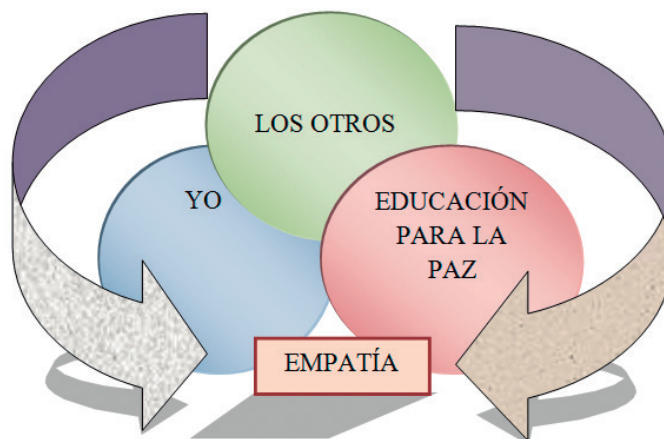 LOS OTROS
YO
EDUCACIÓN
PARA LA
PAZ
EMPATÍA